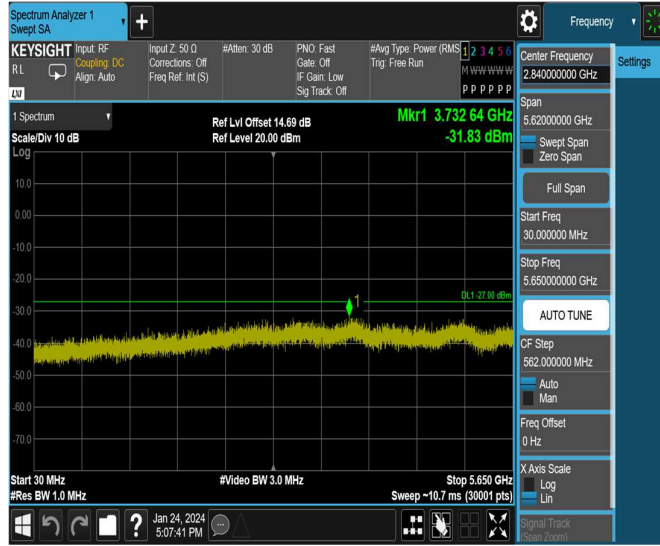 Spectrum Analyzer 1
Swept SA
+
Frequency
KEYSIGHT
R L
LXI
Input: RF
Coupling: DC
Align: Auto
Input Z: 50 Ω
Corrections: Off
Freq Ref: Int (S)
#Atten: 30 dB
PNO: Fast
Gate: Off
IF Gain: Low
Sig Track: Off
#Avg Type: Power (RMS
Trig: Free Run
1 2 3 4 5 6
M W W W W W
P P P P P P
1 Spectrum
Scale/Div 10 dB
Log
Ref Lvl Offset 14.69 dB
Ref Level 20.00 dBm
Mkr1 3.732 64 GHz
-31.83 dBm
10.0
0.00
-10.0
-20.0
-30.0
-40.0
-50.0
-60.0
-70.0
DL1 -27.00 dBm
1
Start 30 MHz
#Res BW 1.0 MHz
#Video BW 3.0 MHz
Stop 5.650 GHz
Sweep ~10.7 ms (30001 pts)
?
Jan 24, 2024
5:07:41 PM
Center Frequency
2.840000000 GHz
Settings
Span
5.62000000 GHz
Swept Span
Zero Span
Full Span
Start Freq
30.000000 MHz
Stop Freq
5.650000000 GHz
AUTO TUNE
CF Step
562.000000 MHz
Auto
Man
Freq Offset
0 Hz
X Axis Scale
Log
Lin
Signal Track
(Span Zoom)